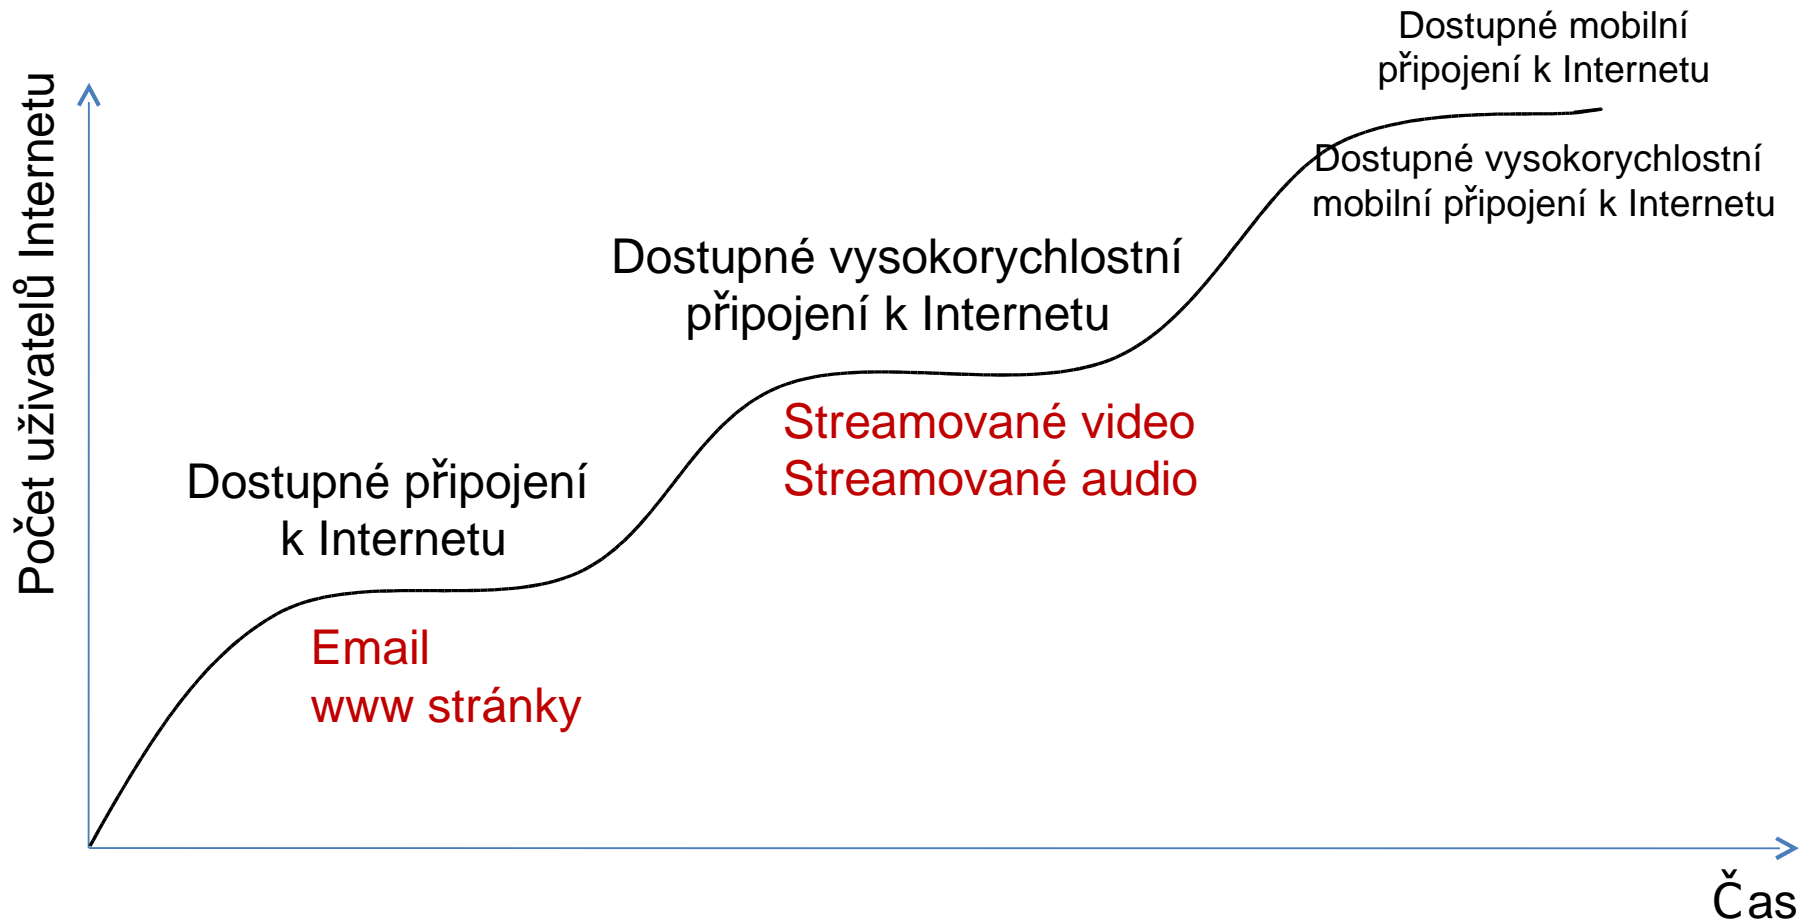 Dostupné mobilní
připojení k Internetu
Dostupné vysokorychlostní
mobilní připojení k Internetu
Dostupné vysokorychlostní
připojení k Internetu
Streamované video
Streamované audio
Dostupné připojení
k Internetu
Email
www stránky
Počet uživatelů Internetu
Čas